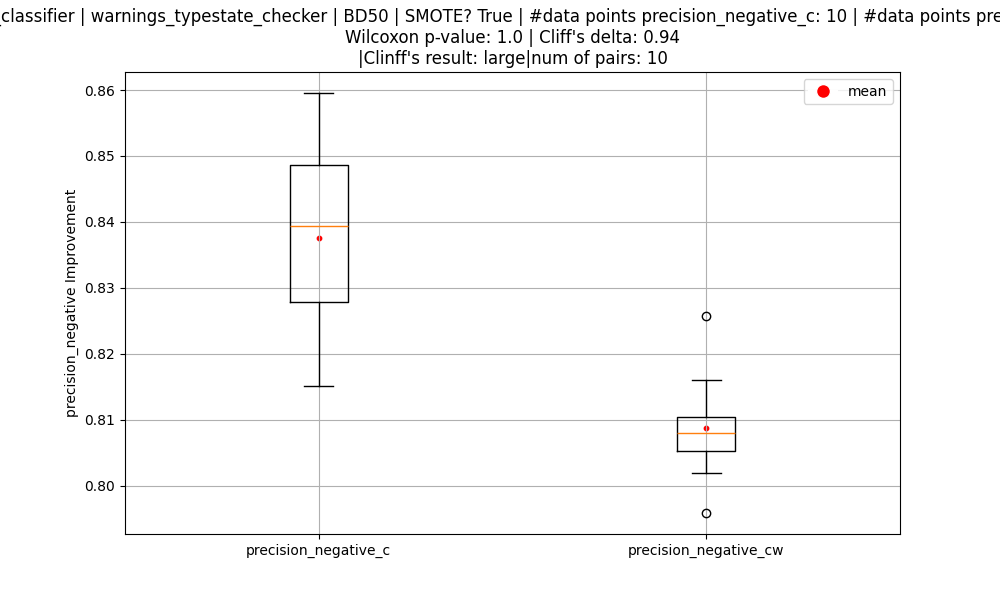 _classifier | warnings_typestate_checker | BD50 | SMOTE? True | #data points precision_negative_c: 10 | #data points pre
Wilcoxon p-value: 1.0 | Cliff's delta: 0.94
|Clinff's result: large|num of pairs: 10
mean
0.86
0.85
0.84
0.83
0.82
0.81
0.80
precision_negative Improvement
precision_negative_c
precision_negative_cw